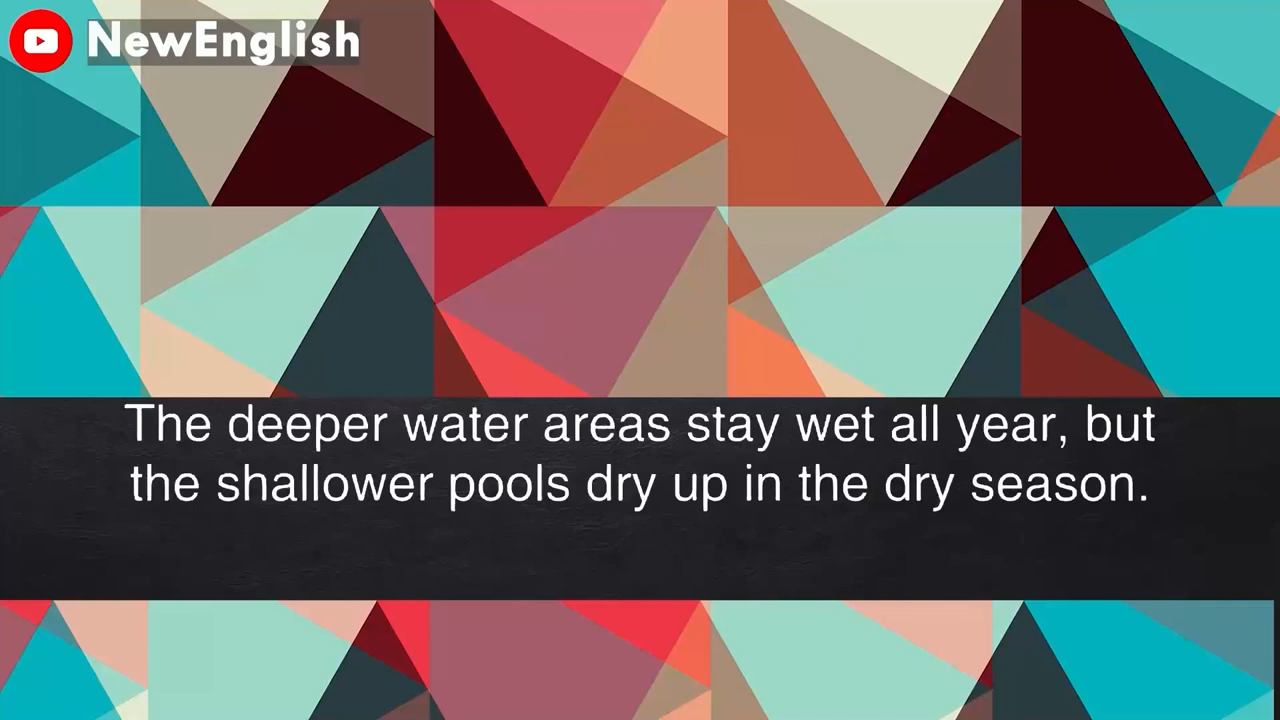 NewEnglish
The deeper water areas stay wet all year, but
the shallower pools dry up in the dry season.